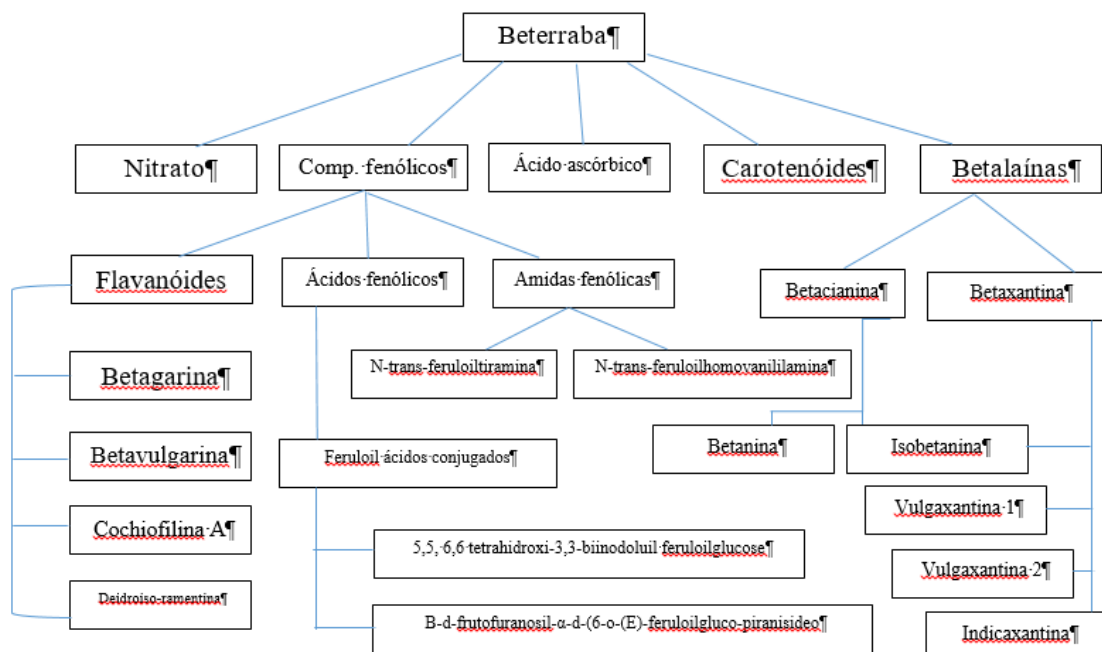 Beterraba¶
Nitrato¶
Comp. fenólicos¶
Ácido ascórbico¶
Carotenóides¶
Betalaínas¶
Flavanóides
Ácidos fenólicos¶
Amidas fenólicas¶
Betacianina¶
Betaxantina¶
Betagarina¶
N-trans-feruloiltiramina¶
N-trans-feruloilhomovanililamina¶
Betavulgarina¶
Feruloil ácidos conjugados¶
Betanina¶
Isobetanina¶
Cochiofilina A¶
Vulgaxantina 1¶
5,5, 6,6 tetrahidroxi-3,3-biinodoluil feruloilglucose¶
Vulgaxantina 2¶
Deidroiso-ramentina¶
B-d-frutofuranosil-α-d-(6-o-(E)-feruloilgluco-piranisideo¶
Indicaxantina¶